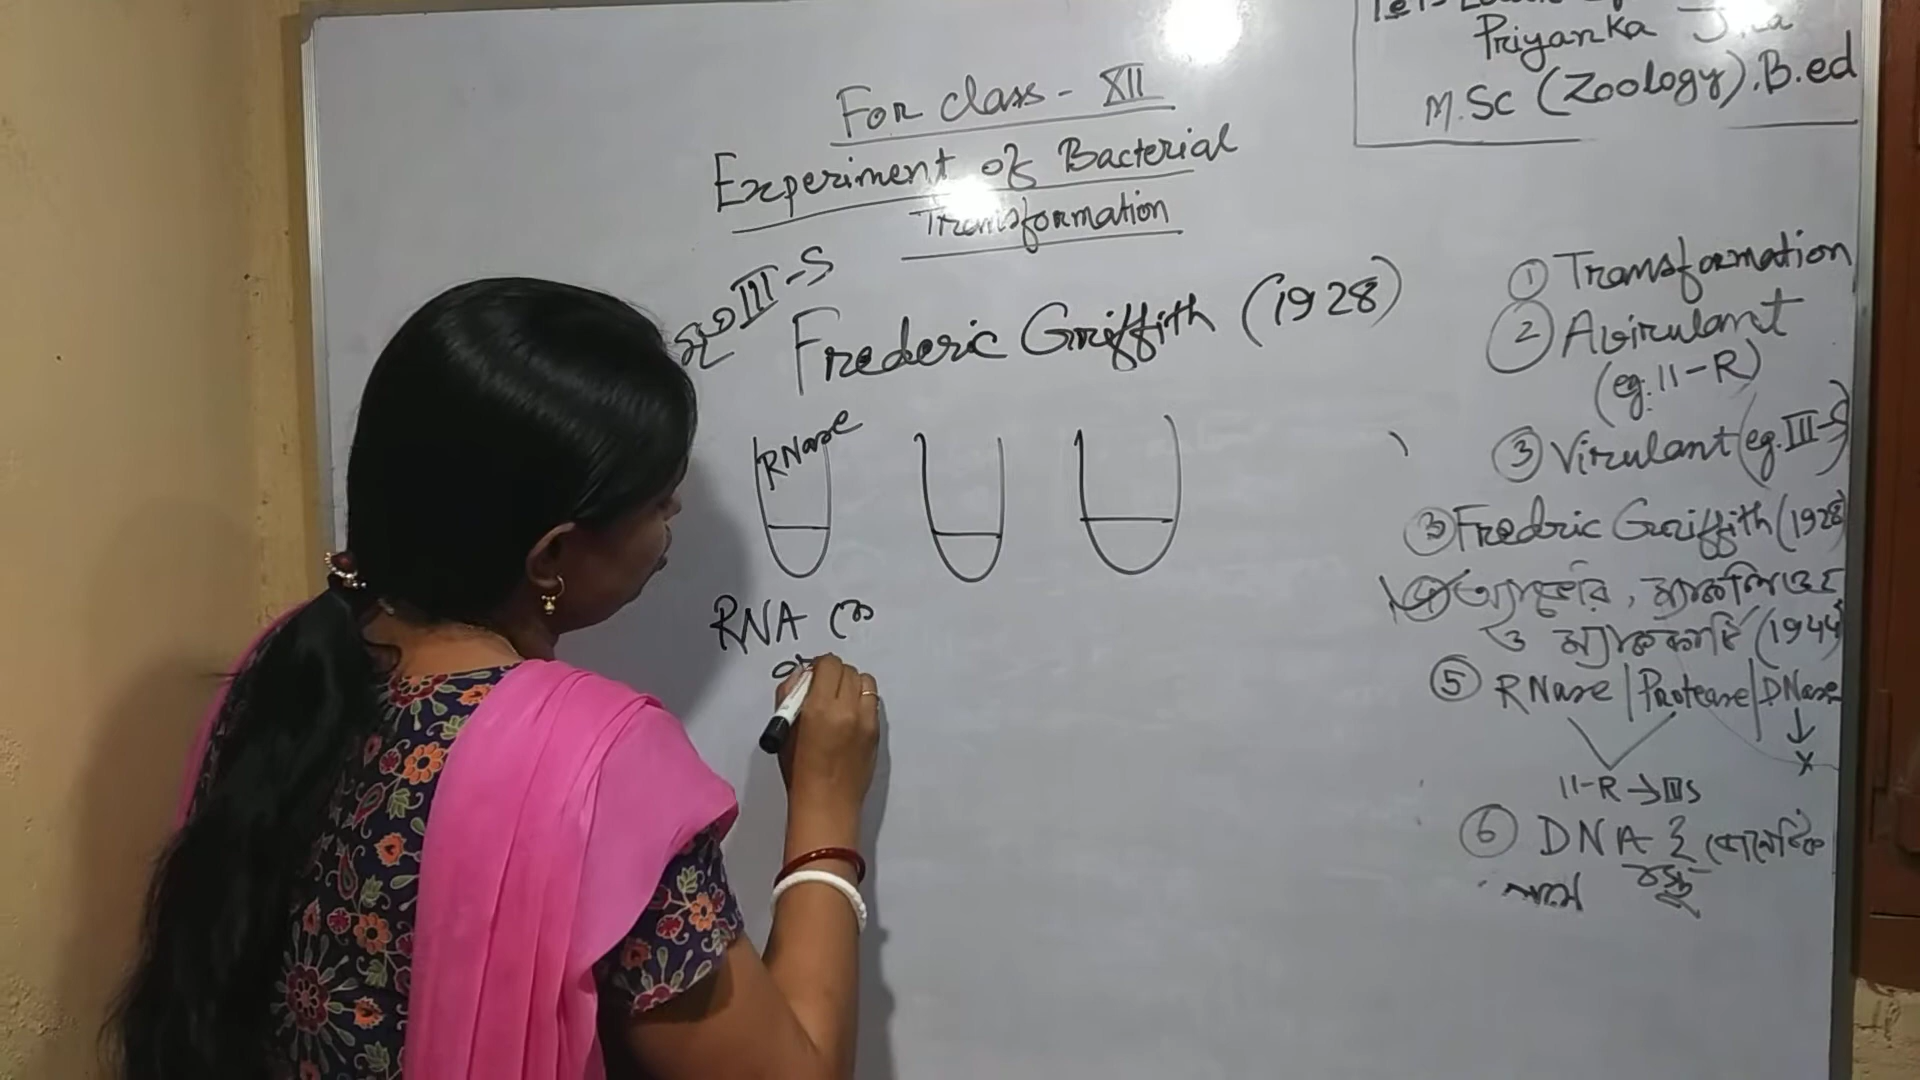 Priyanka
M.Sc (Zoology), B.ed
For class - XII
Experiment of Bacterial
Transformation
মৃত III-S
Frederic Griffith (1928)
RNase
RNA কে
① Transformation
② Avirulant
(eg. II-R)
③ Virulant (eg. III-S)
③ Fredric Griffith (1928
ও ম্যাককার্টি (1944
⑤ RNase | Protease | DNase
↓
x
II-R → IIIS
⑥ DNA ই জেনেটিক
বস্তু